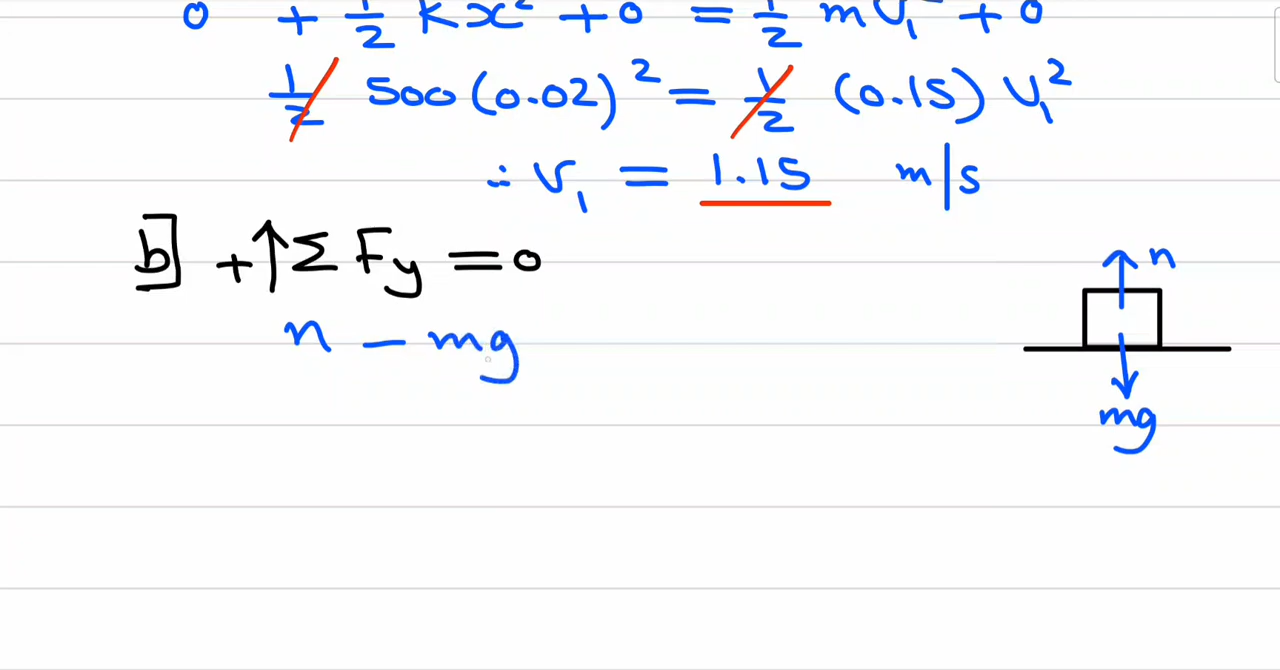 0 + 1/2 kx² + 0 = 1/2 mv₁² + 0
1/2 500 (0.02)² = 1/2 (0.15) v₁²
∴ v₁ = 1.15 m/s
b] +↑ Σ Fy = 0
n
n - mg
mg